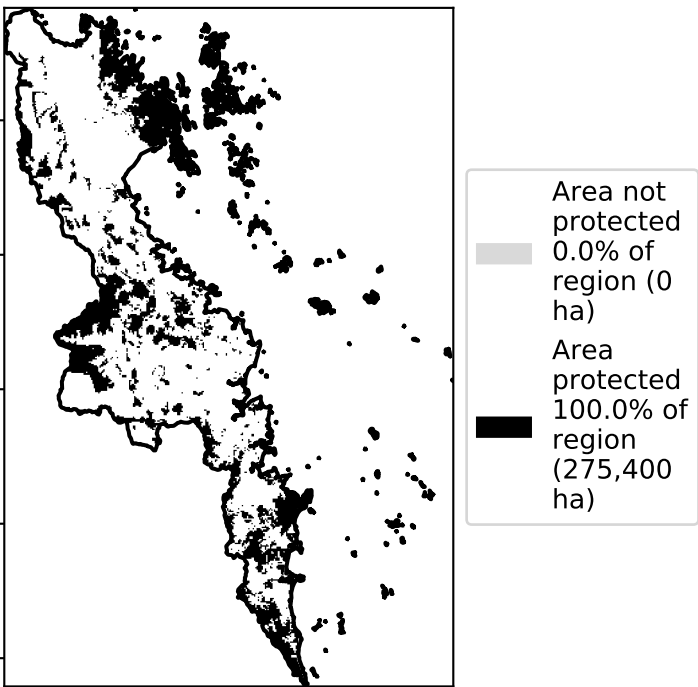 Area not
protected
0.0% of
region (0
ha)
Area
protected
100.0% of
region
(275,400
ha)